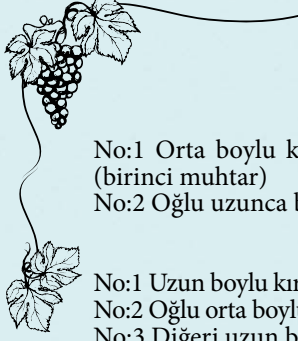 No:1 Orta boylu
(birinci muhtar)
No:2 Oğlu uzunca
No:1 Uzun boylu
No:2 Oğlu orta
No:3 Diğeri uzun